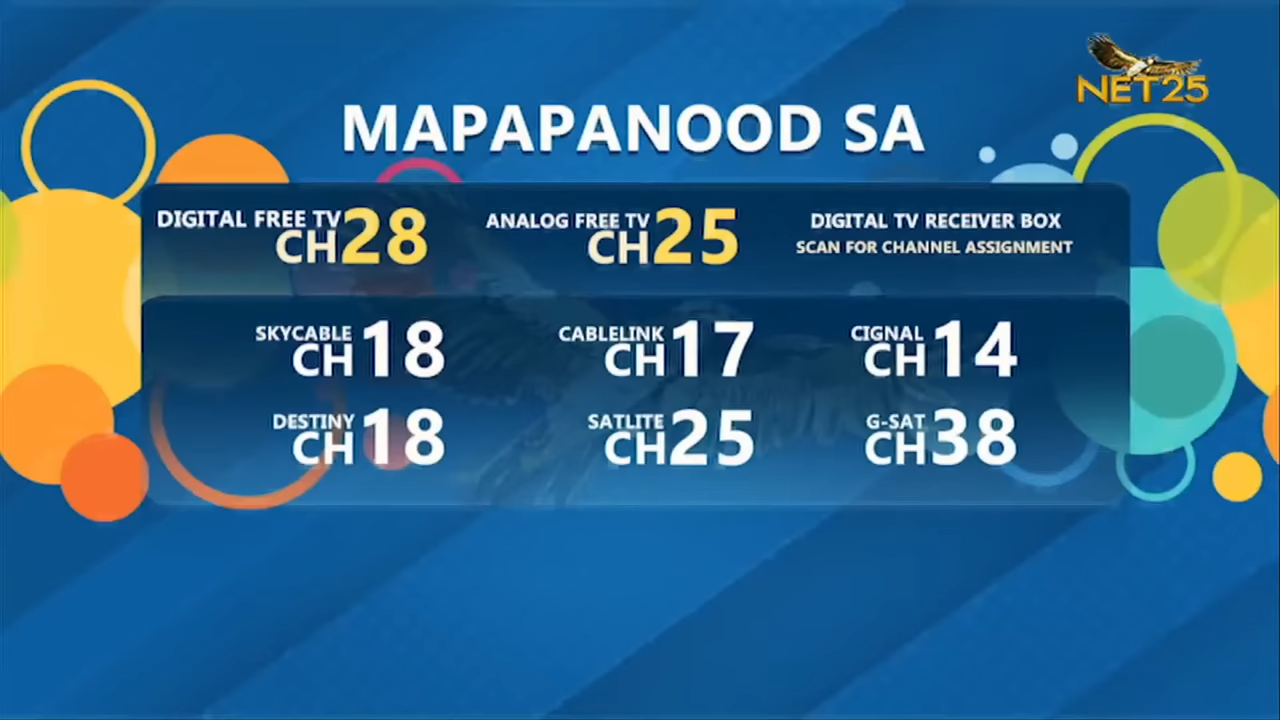 NET25
MAPAPANOOD SA
DIGITAL FREE TV
CH28
ANALOG FREE TV
CH25
DIGITAL TV RECEIVER BOX
SCAN FOR CHANNEL ASSIGNMENT
SKYCABLE
CH18
CABLELINK
CH17
CIGNAL
CH14
DESTINY
CH18
SATLITE
CH25
G-SAT
CH38